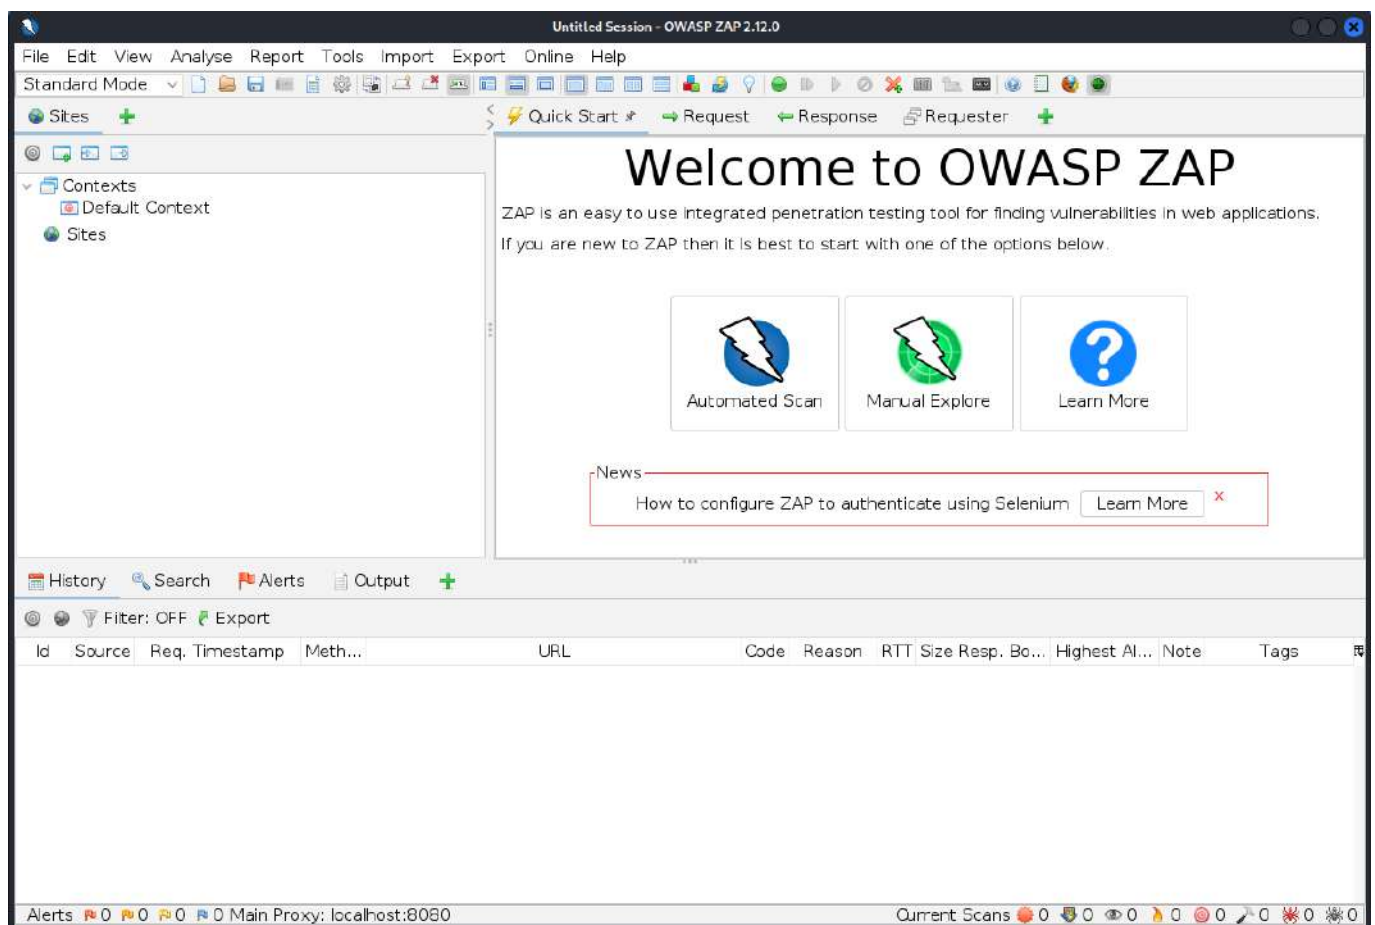 Untitled Session - OWASP ZAP 2.12.0
File Edit View Analyse Report Tools Import Export Online Help
Standard Mode
Sites
Quick Start Request Response Requester
Contexts
Default Context
Sites
Welcome to OWASP ZAP
ZAP is an easy to use integrated penetration testing tool for finding vulnerabilities in web applications.
If you are new to ZAP then it is best to start with one of the options below.
Automated Scan Manual Explore Learn More
News
How to configure ZAP to authenticate using Selenium Learn More x
History Search Alerts Output
Filter: OFF Export
Id Source Req. Timestamp Meth... URL Code Reason RTT Size Resp. Bo... Highest Al... Note Tags
Alerts 0 0 0 0 Main Proxy: localhost:8080 Current Scans 0 0 0 0 0 0 0 0